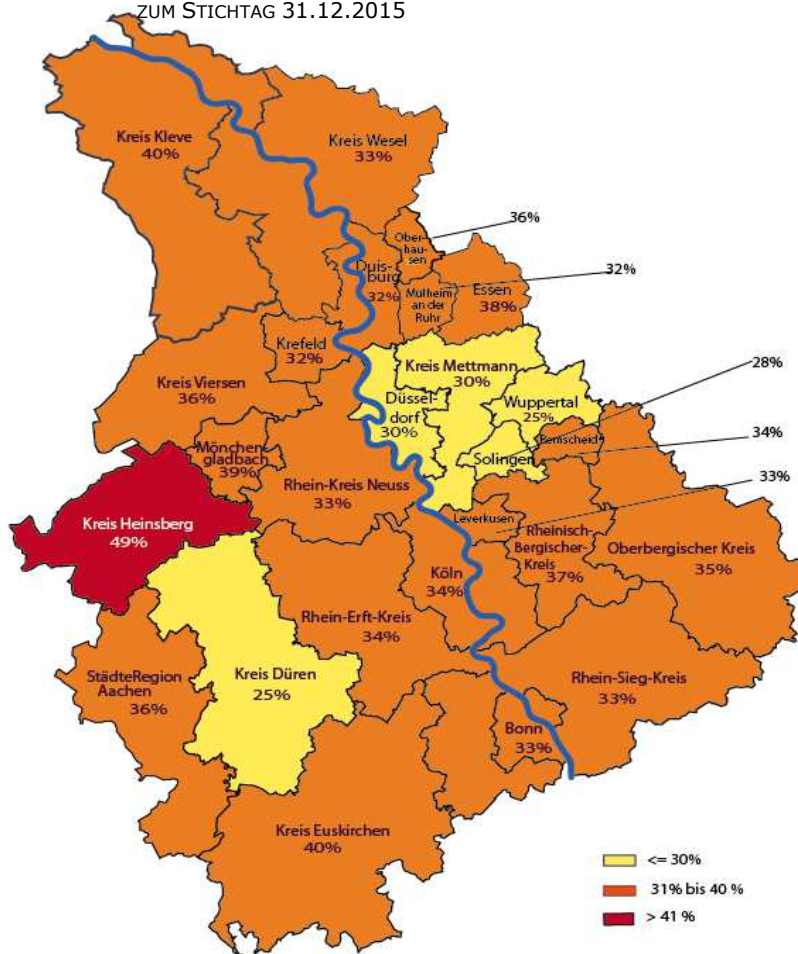 ZUM STICHTAG 31.12.2015
Kreis Kleve
40%
Kreis Wesel
33%
36%
Ober-
hau-
sen
32%
Duis-
burg
32%
Mülheim
an der
Ruhr
Essen
38%
Krefeld
32%
Kreis Viersen
36%
Kreis Mettmann
30%
28%
Düssel-
dorf
30%
Wuppertal
25%
Remscheid
34%
Mönchen-
gladbach
39%
Solingen
Rhein-Kreis Neuss
33%
33%
Kreis Heinsberg
49%
Leverkusen
Rheinisch-
Bergischer-
Kreis
37%
Oberbergischer Kreis
35%
Köln
34%
Rhein-Erft-Kreis
34%
StädteRegion
Aachen
36%
Kreis Düren
25%
Rhein-Sieg-Kreis
33%
Bonn
33%
Kreis Euskirchen
40%
<= 30%
31% bis 40 %
> 41 %